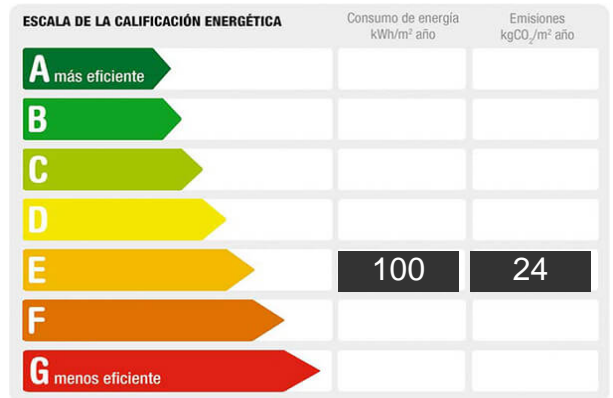 ESCALA DE LA CALIFICACIÓN ENERGÉTICA
Consumo de energía
kWh/m² año
Emisiones
kgCO₂/m² año
A más eficiente
B
C
D
E 100 24
F
G menos eficiente